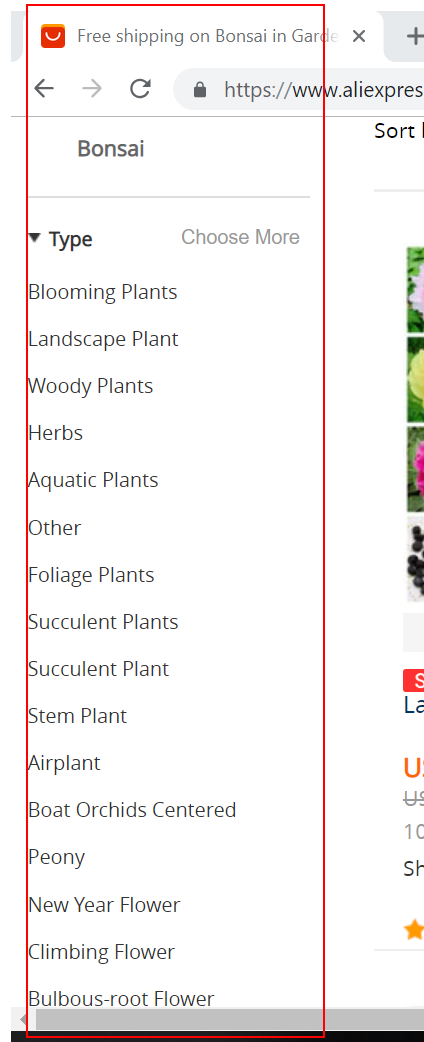 Free shipping on Bonsai in Garde
https://www.aliexpres
Sort
Bonsai
Type
Choose More
Blooming Plants
Landscape Plant
Woody Plants
Herbs
Aquatic Plants
Other
Foliage Plants
Succulent Plants
Succulent Plant
Stem Plant
Airplant
Boat Orchids Centered
Peony
New Year Flower
Climbing Flower
Bulbous-root Flower
S
La
US
US
10
Sh